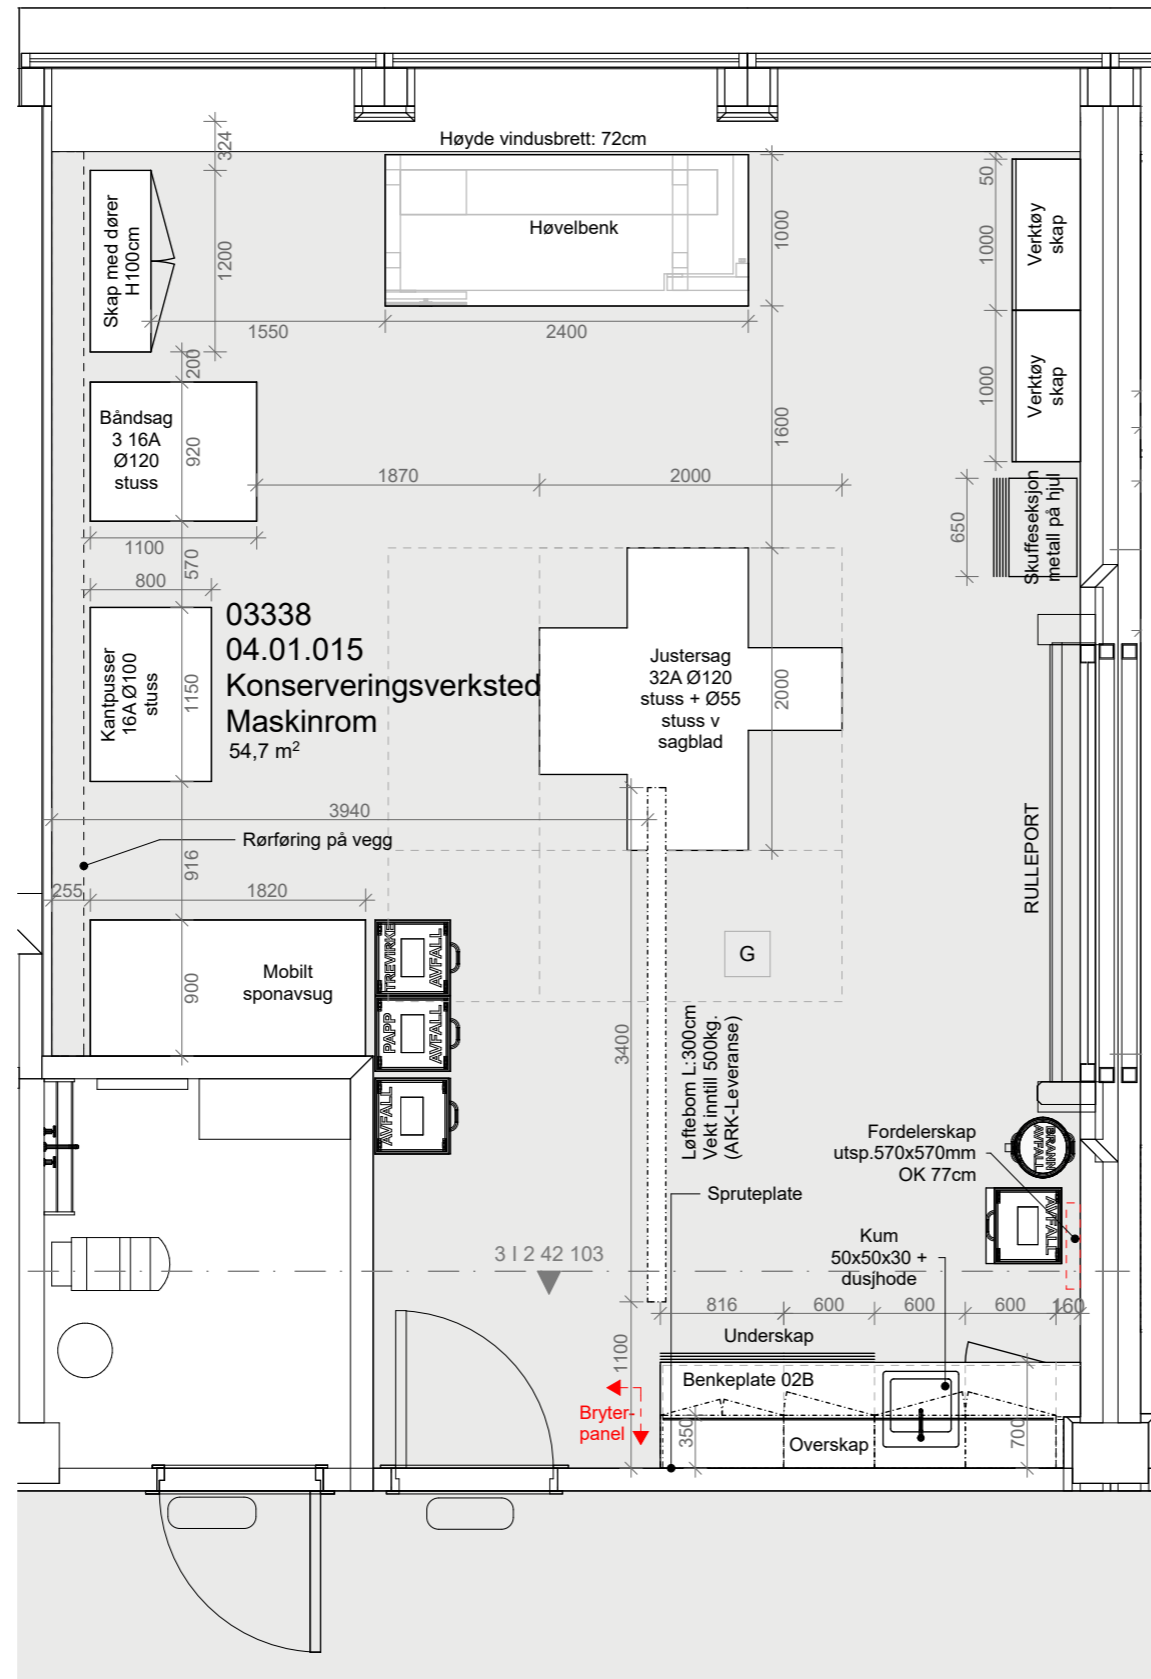 Høyde vindusbrett: 72cm
324
Skap med dører
H100cm
1200
Høvelbenk
1000
50
1000
Verktøy
skap
1550
2400
200
Båndsag
3 16A
Ø120
stuss
920
1600
1000
Verktøy
skap
1870
2000
1100
570
650
Skuffeseksjon
metall på hjul
800
Kantpusser
16A Ø100
stuss
1150
03338
04.01.015
Konserveringsverksted
Maskinrom
54,7 m²
Justersag
32A Ø120
stuss + Ø55
stuss v
sagblad
2000
3940
Rørføring på vegg
916
255
1820
RULLEPORT
900
Mobilt
sponavsug
TREVIRKE
AVFALL
PAPP
AVFALL
AVFALL
G
3400
Løftebom L:300cm
Vekt inntill 500kg.
(ARK-Leveranse)
Fordelerskap
utsp.570x570mm
OK 77cm
BRANN
AVFALL
AVFALL
Spruteplate
Kum
50x50x30 +
dusjhode
3 I 2 42 103
816
600
600
600
160
1100
Underskap
Benkeplate 02B
Bryter-
panel
350
Overskap
700